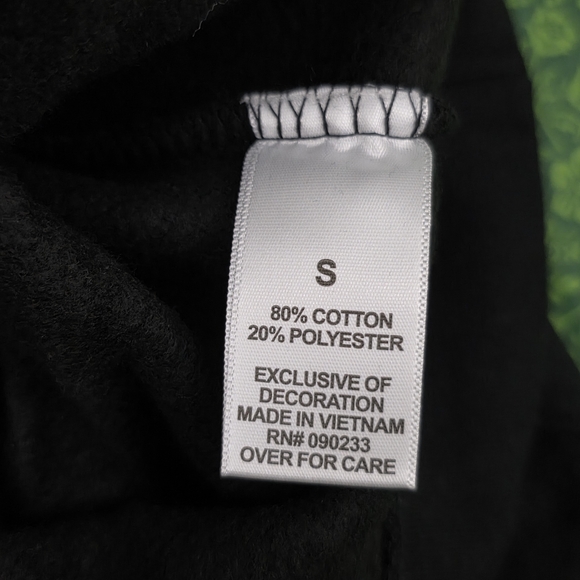 S
80% COTTON
20% POLYESTER
EXCLUSIVE OF
DECORATION
MADE IN VIETNAM
RN# 090233
OVER FOR CARE